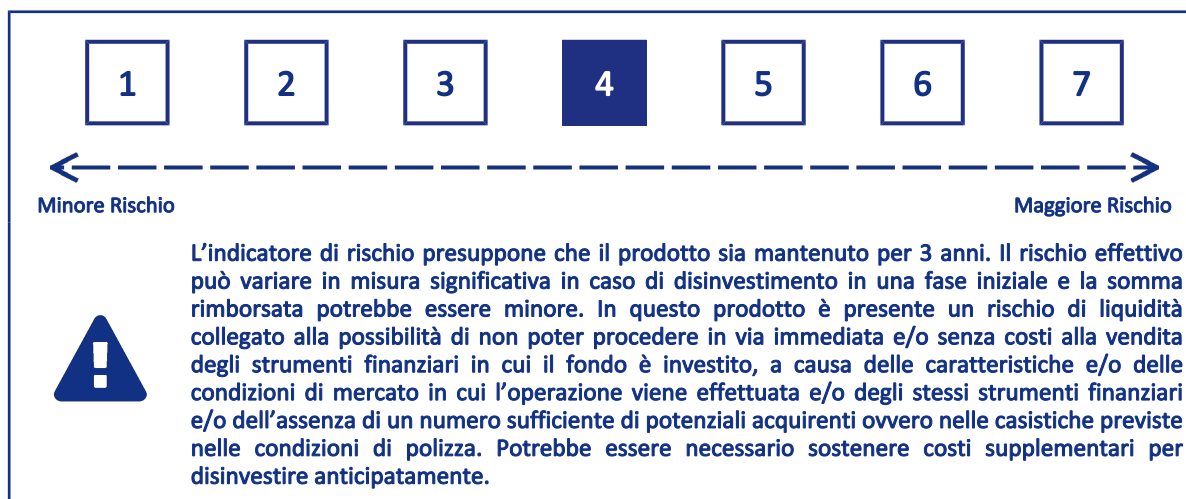 1 2 3 4 5 6 7
Minore Rischio Maggiore Rischio
L'indicatore di rischio presuppone che il prodotto sia mantenuto per 3 anni. Il rischio effettivo
può variare in misura significativa in caso di disinvestimento in una fase iniziale e la somma
rimborsata potrebbe essere minore. In questo prodotto è presente un rischio di liquidità
collegato alla possibilità di non poter procedere in via immediata e/o senza costi alla vendita
degli strumenti finanziari in cui il fondo è investito, a causa delle caratteristiche e/o delle
condizioni di mercato in cui l'operazione viene effettuata e/o degli stessi strumenti finanziari
e/o dell'assenza di un numero sufficiente di potenziali acquirenti ovvero nelle casistiche previste
nelle condizioni di polizza. Potrebbe essere necessario sostenere costi supplementari per
disinvestire anticipatamente.